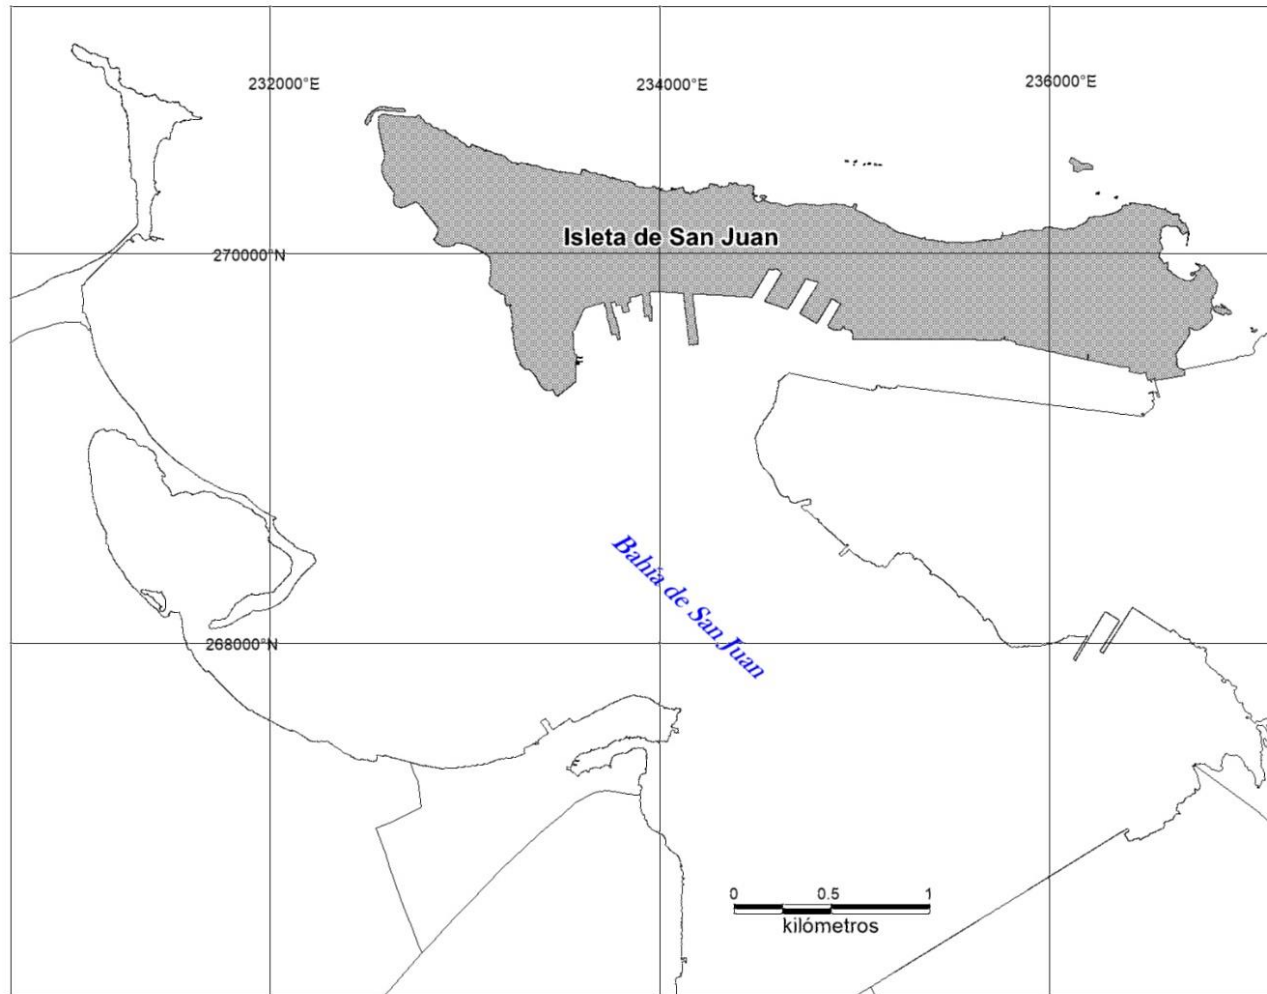 232000°E
234000°E
236000°E
Isleta de San Juan
270000°N
Bahía de San Juan
268000°N
0 0.5 1
kilómetros